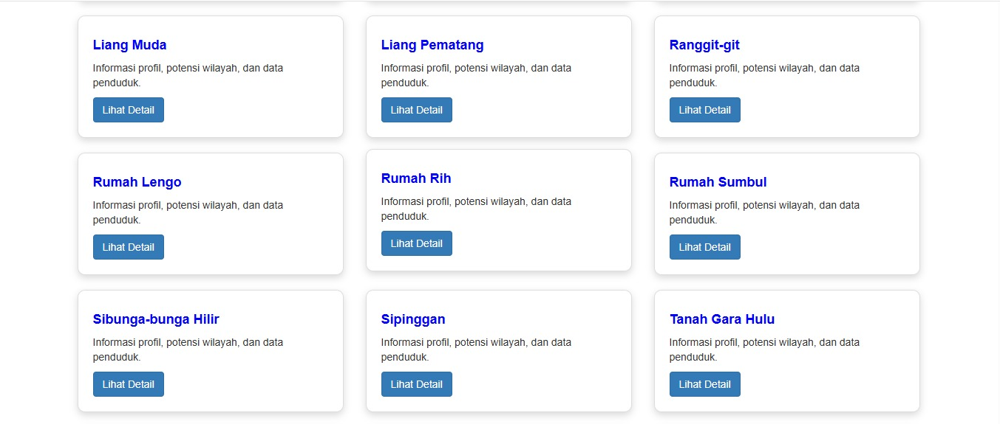 Liang Muda
Informasi profil, potensi wilayah, dan data
penduduk.
Lihat Detail
Liang Pematang
Informasi profil, potensi wilayah, dan data
penduduk.
Lihat Detail
Ranggit-git
Informasi profil, potensi wilayah, dan data
penduduk.
Lihat Detail
Rumah Lengo
Informasi profil, potensi wilayah, dan data
penduduk.
Lihat Detail
Rumah Rih
Informasi profil, potensi wilayah, dan data
penduduk.
Lihat Detail
Rumah Sumbul
Informasi profil, potensi wilayah, dan data
penduduk.
Lihat Detail
Sibunga-bunga Hilir
Informasi profil, potensi wilayah, dan data
penduduk.
Lihat Detail
Sipinggan
Informasi profil, potensi wilayah, dan data
penduduk.
Lihat Detail
Tanah Gara Hulu
Informasi profil, potensi wilayah, dan data
penduduk.
Lihat Detail